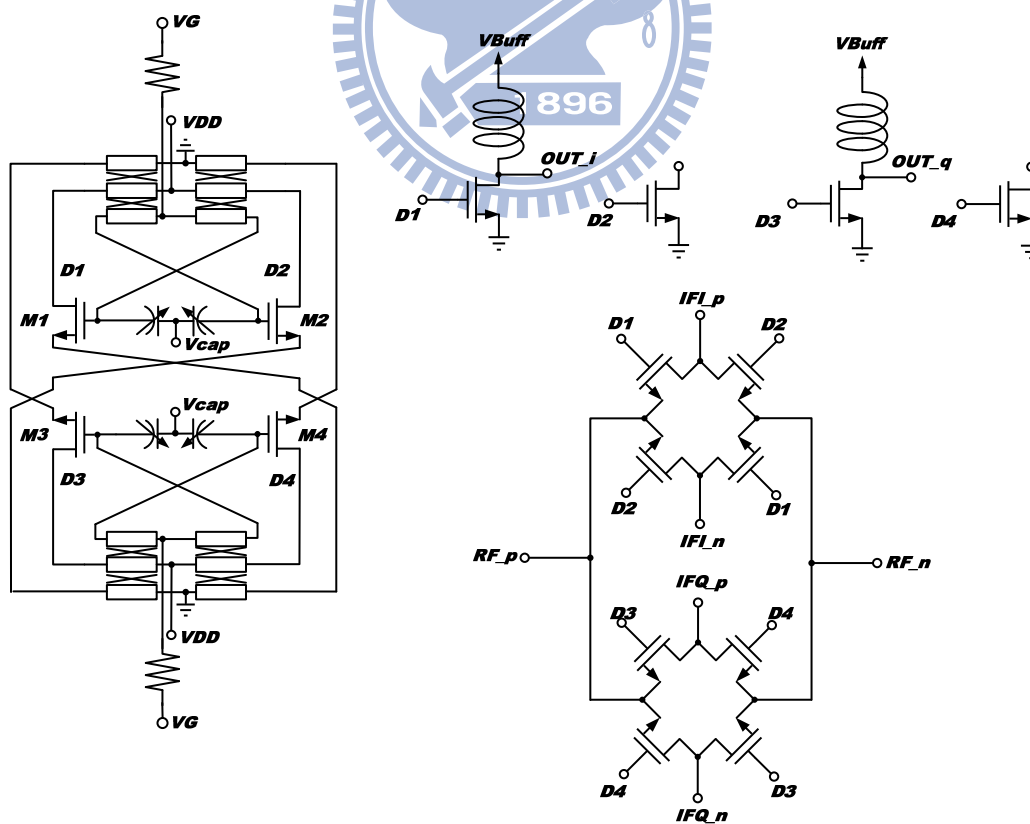 VG
VDD
D1
D2
M1
M2
Vcap
Vcap
M3
M4
D3
D4
VDD
VG
VBuff
1896
OUT_i
D1
D2
VBuff
OUT_q
D3
D4
IFI_p
D1
D2
D2
D1
IFI_n
RF_p
RF_n
IFQ_p
D3
D4
D4
D3
IFQ_n